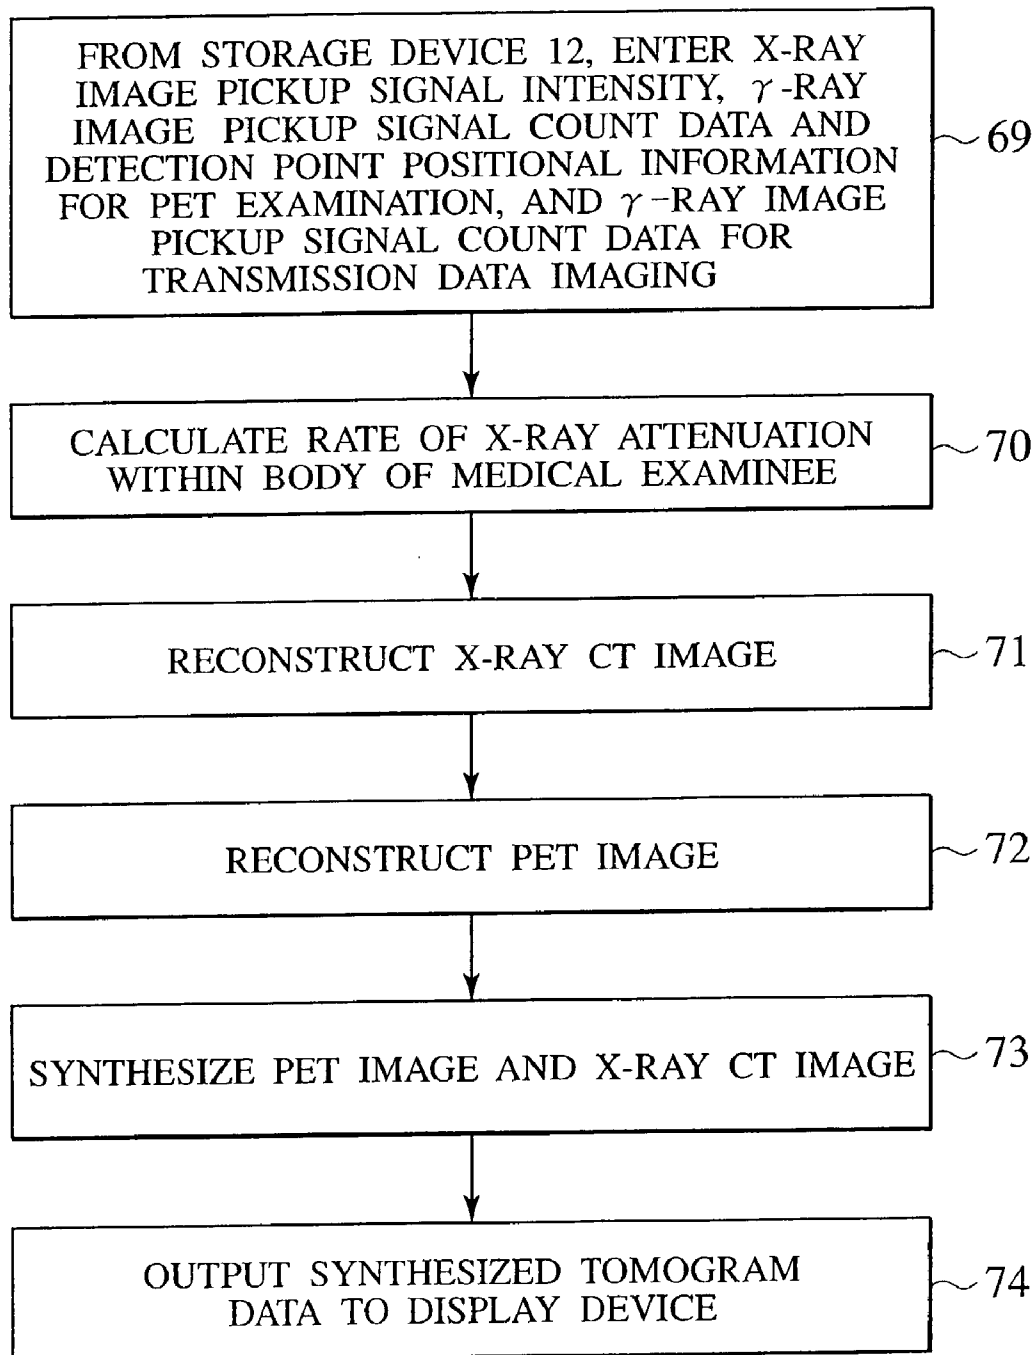 FROM STORAGE DEVICE 12, ENTER X-RAY
IMAGE PICKUP SIGNAL INTENSITY, γ-RAY
IMAGE PICKUP SIGNAL COUNT DATA AND
DETECTION POINT POSITIONAL INFORMATION
FOR PET EXAMINATION, AND γ-RAY IMAGE
PICKUP SIGNAL COUNT DATA FOR
TRANSMISSION DATA IMAGING
69
CALCULATE RATE OF X-RAY ATTENUATION
WITHIN BODY OF MEDICAL EXAMINEE
70
RECONSTRUCT X-RAY CT IMAGE
71
RECONSTRUCT PET IMAGE
72
SYNTHESIZE PET IMAGE AND X-RAY CT IMAGE
73
OUTPUT SYNTHESIZED TOMOGRAM
DATA TO DISPLAY DEVICE
74